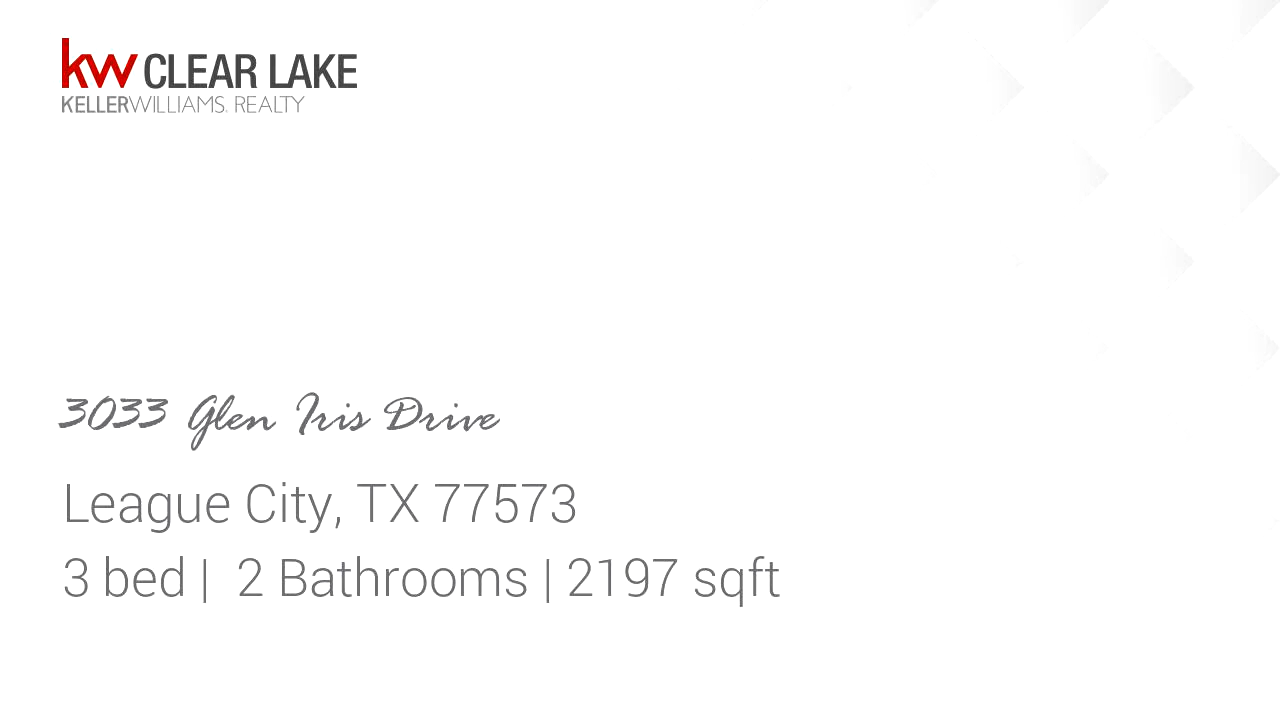 kw CLEAR LAKE
KELLERWILLIAMS. REALTY
3033 Glen Iris Drive
League City, TX 77573
3 bed | 2 Bathrooms | 2197 sqft